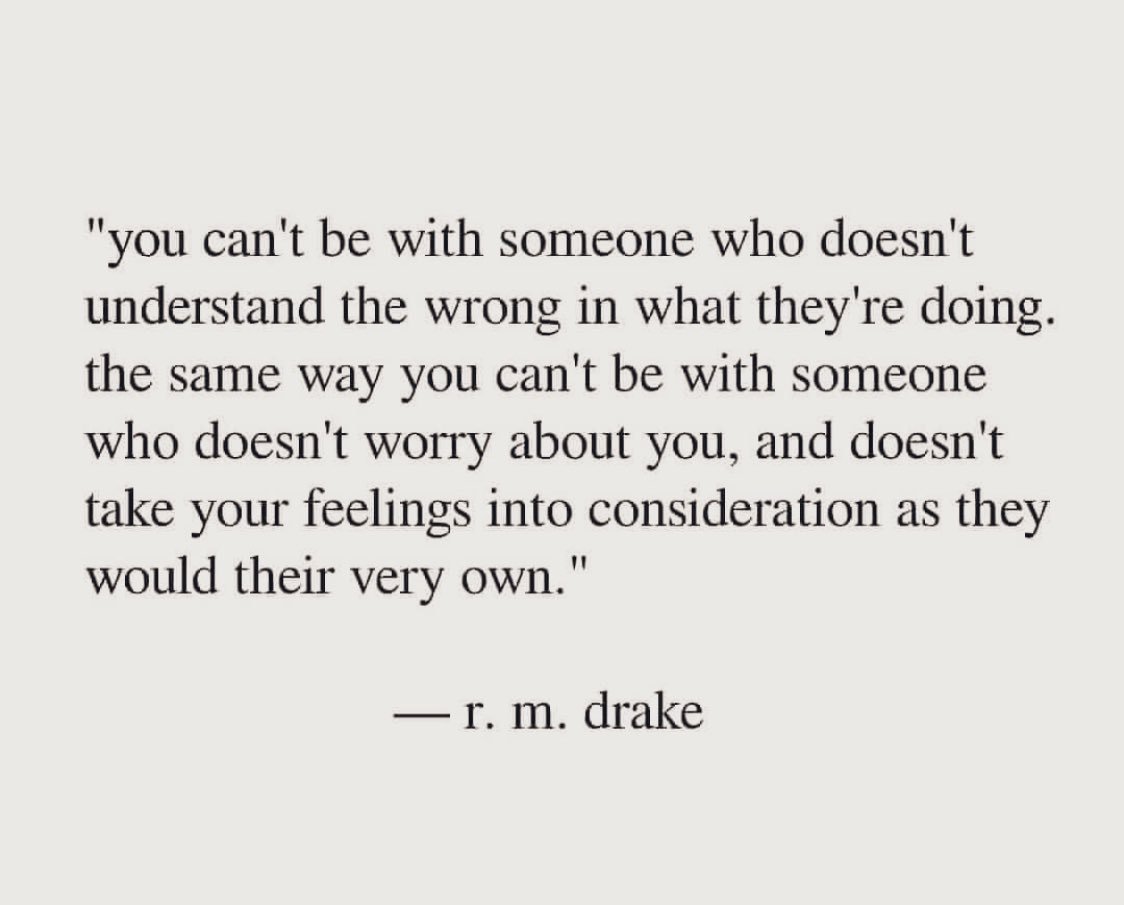 "you can't be with someone who doesn't
understand the wrong in what they're doing.
the same way you can't be with someone
who doesn't worry about you, and doesn't
take your feelings into consideration as they
would their very own."
— r. m. drake